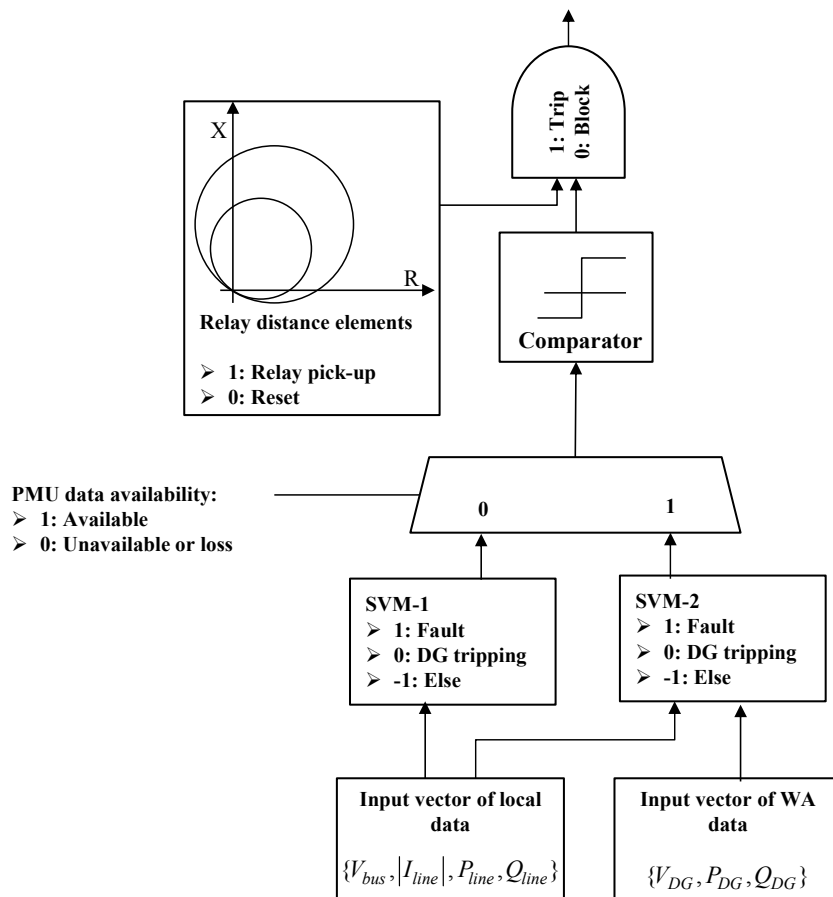 1: Trip
0: Block
X
R
Relay distance elements
➢ 1: Relay pick-up
➢ 0: Reset
Comparator
PMU data availability:
➢ 1: Available
➢ 0: Unavailable or loss
0
1
SVM-1
➢ 1: Fault
➢ 0: DG tripping
➢ -1: Else
SVM-2
➢ 1: Fault
➢ 0: DG tripping
➢ -1: Else
Input vector of local
data
{V_bus, |I_line|, P_line, Q_line}
Input vector of WA
data
{V_DG, P_DG, Q_DG}